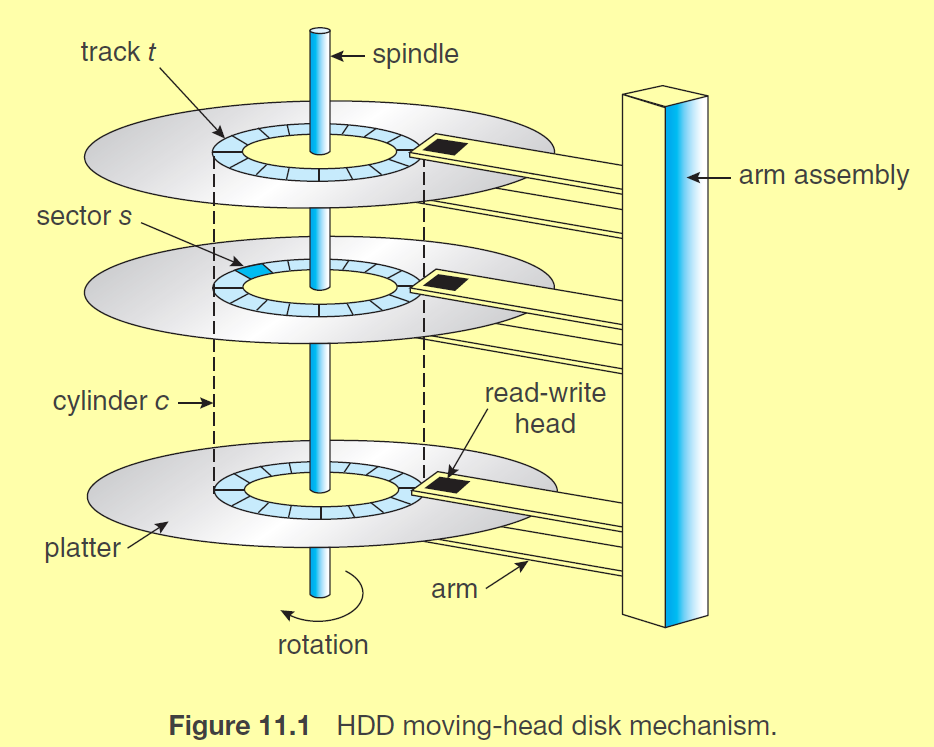 track t
spindle
arm assembly
sector s
cylinder c
read-write
head
platter
arm
rotation
Figure 11.1 HDD moving-head disk mechanism.